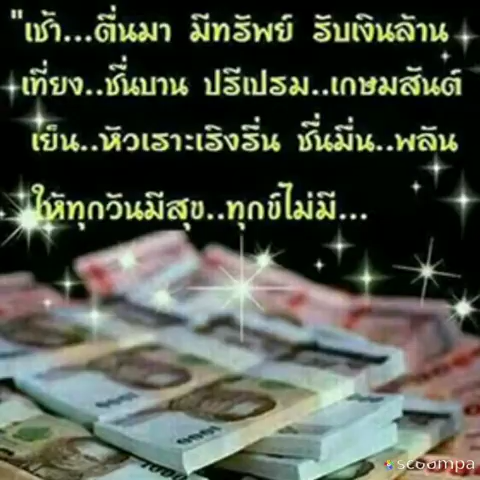 "เช้า...ตื่นมา มีทรัพย์ รับเงินล้าน
เที่ยง..ชื่นบาน ปรีเปรม..เกษมสันต์
เย็น..หัวเราะเริงรื่น ชื่นมื่น..พลัน
ให้ทุกวันมีสุข..ทุกข์ไม่มี...
1000
1000
scoompa